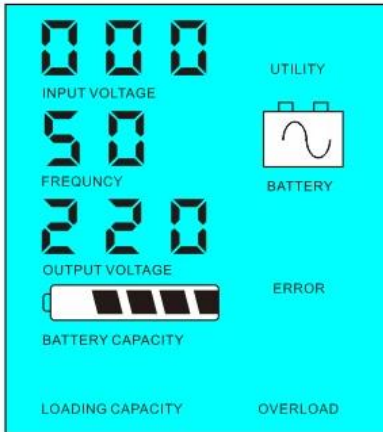 000
UTILITY
INPUT VOLTAGE
50
FREQUNCY
BATTERY
220
OUTPUT VOLTAGE
ERROR
BATTERY CAPACITY
LOADING CAPACITY
OVERLOAD